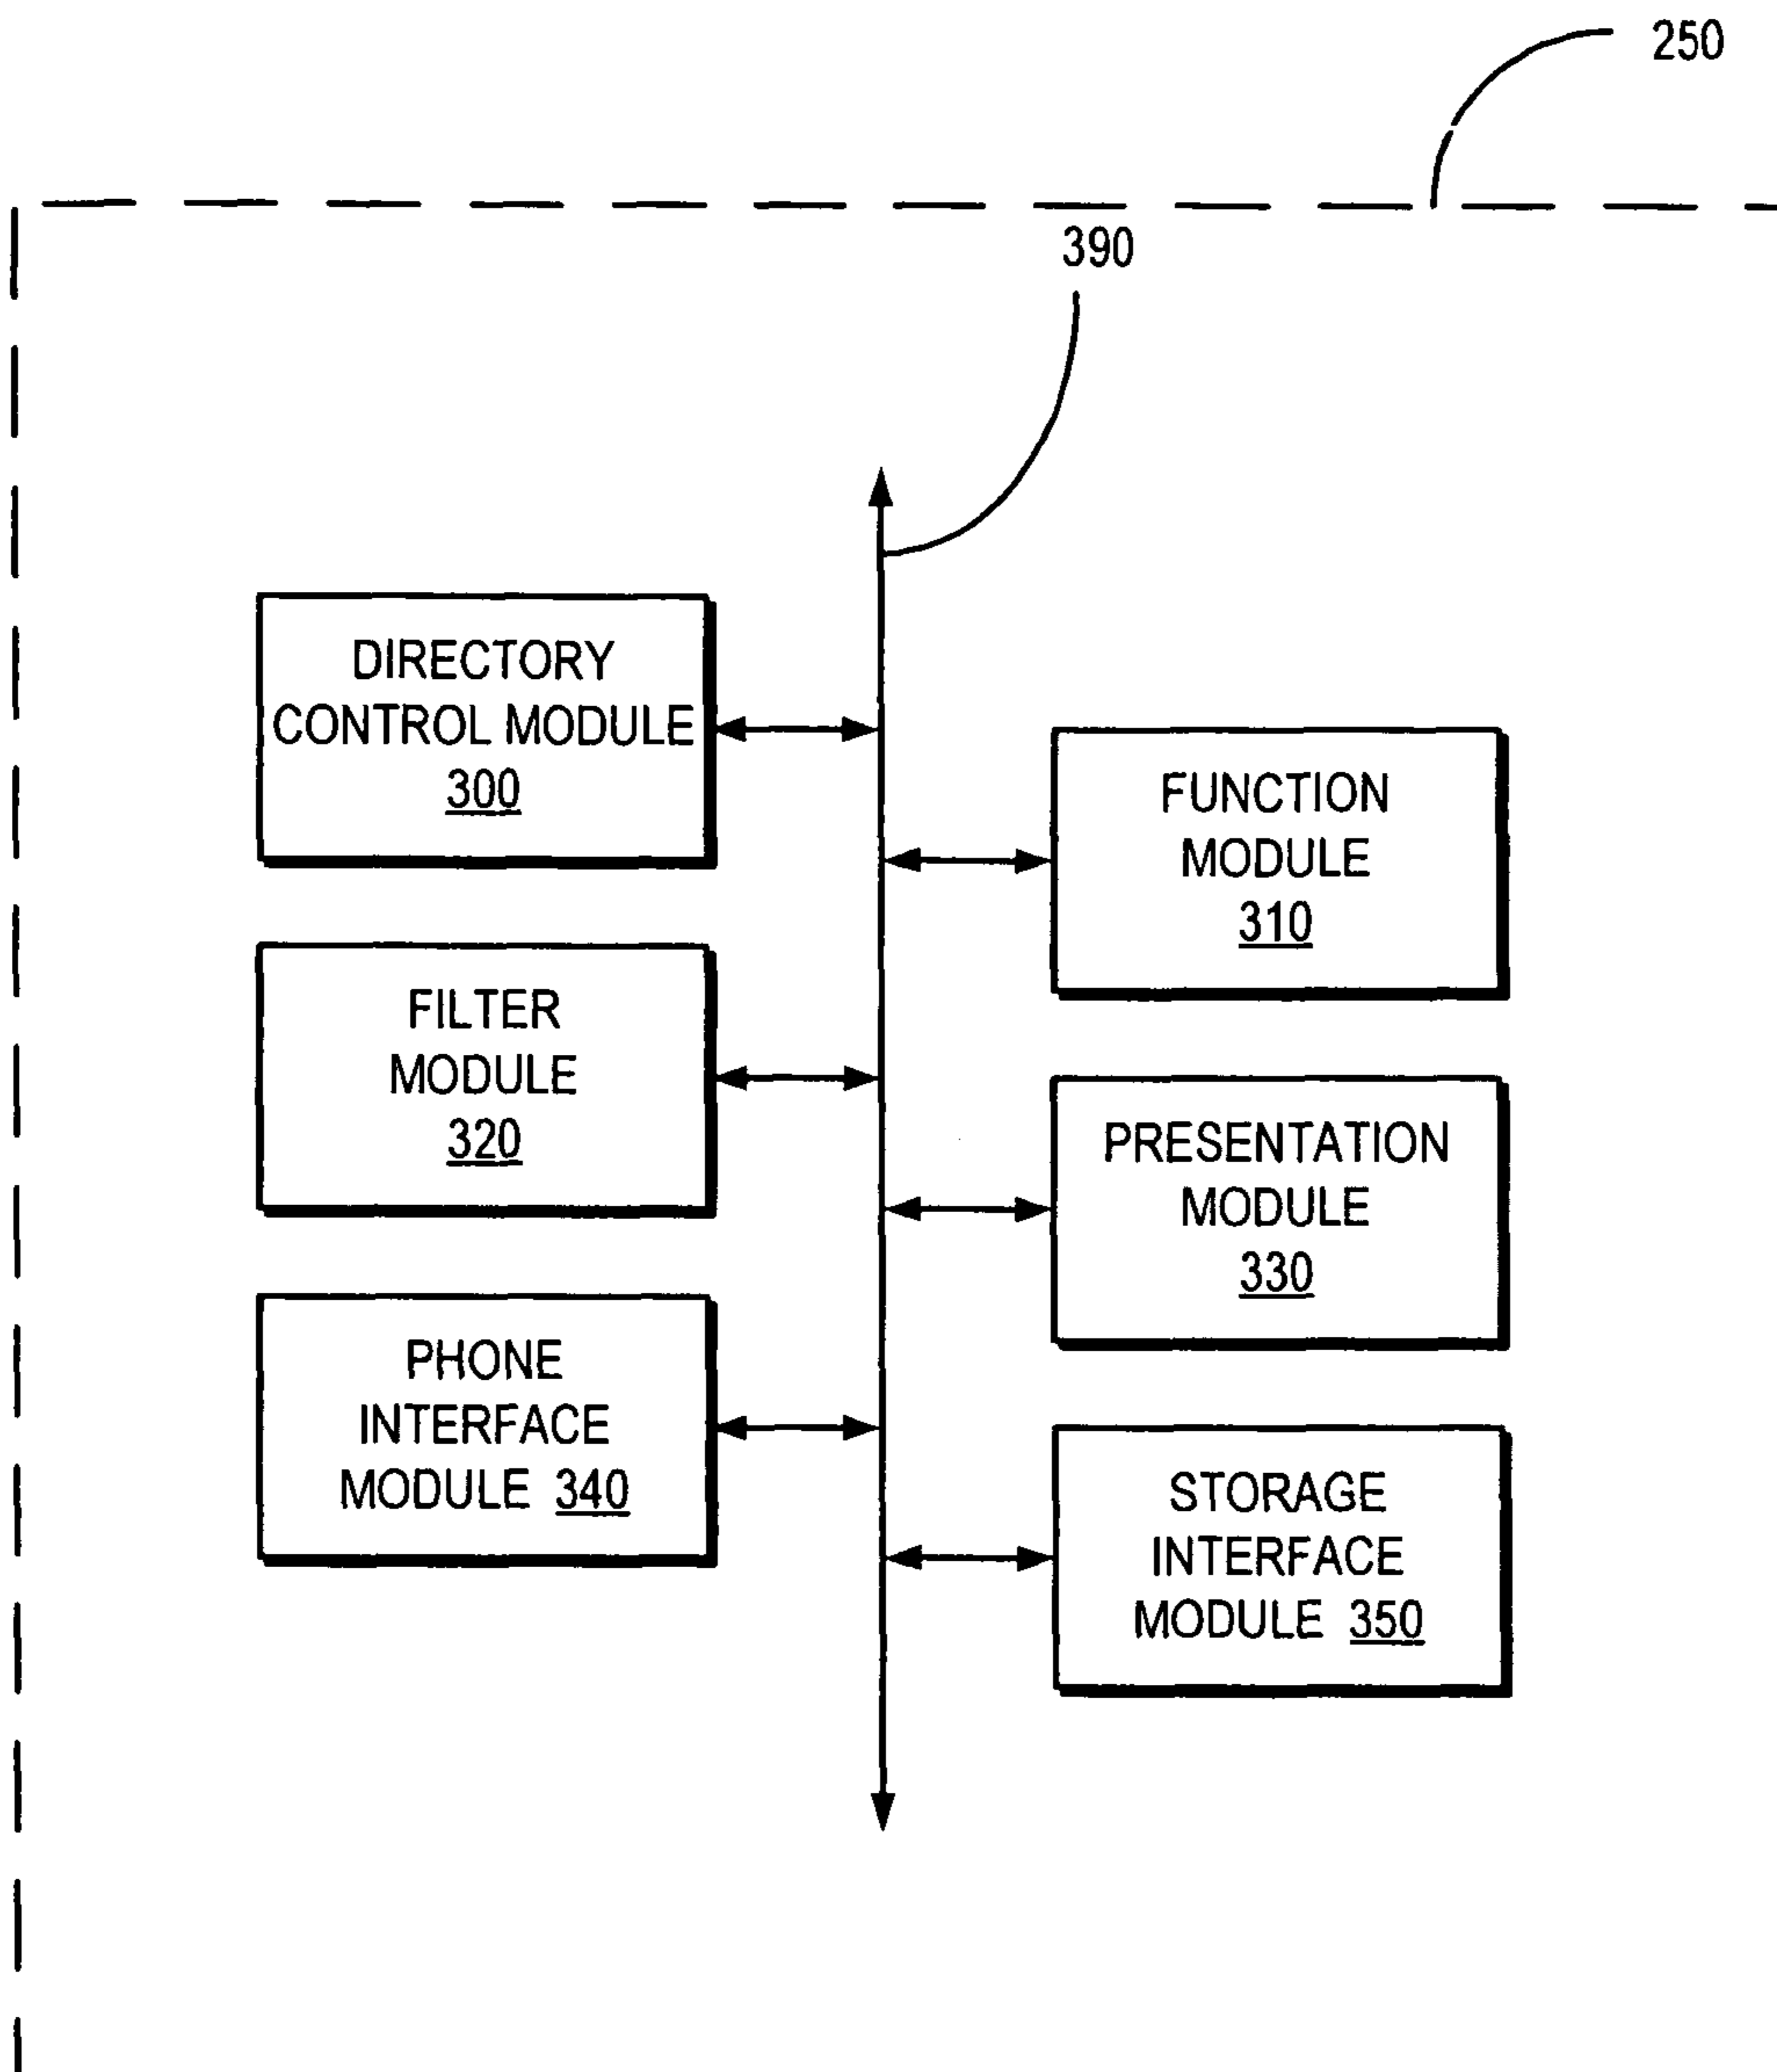 250
390
DIRECTORY
CONTROL MODULE
300
FUNCTION
MODULE
310
FILTER
MODULE
320
PRESENTATION
MODULE
330
PHONE
INTERFACE
MODULE 340
STORAGE
INTERFACE
MODULE 350